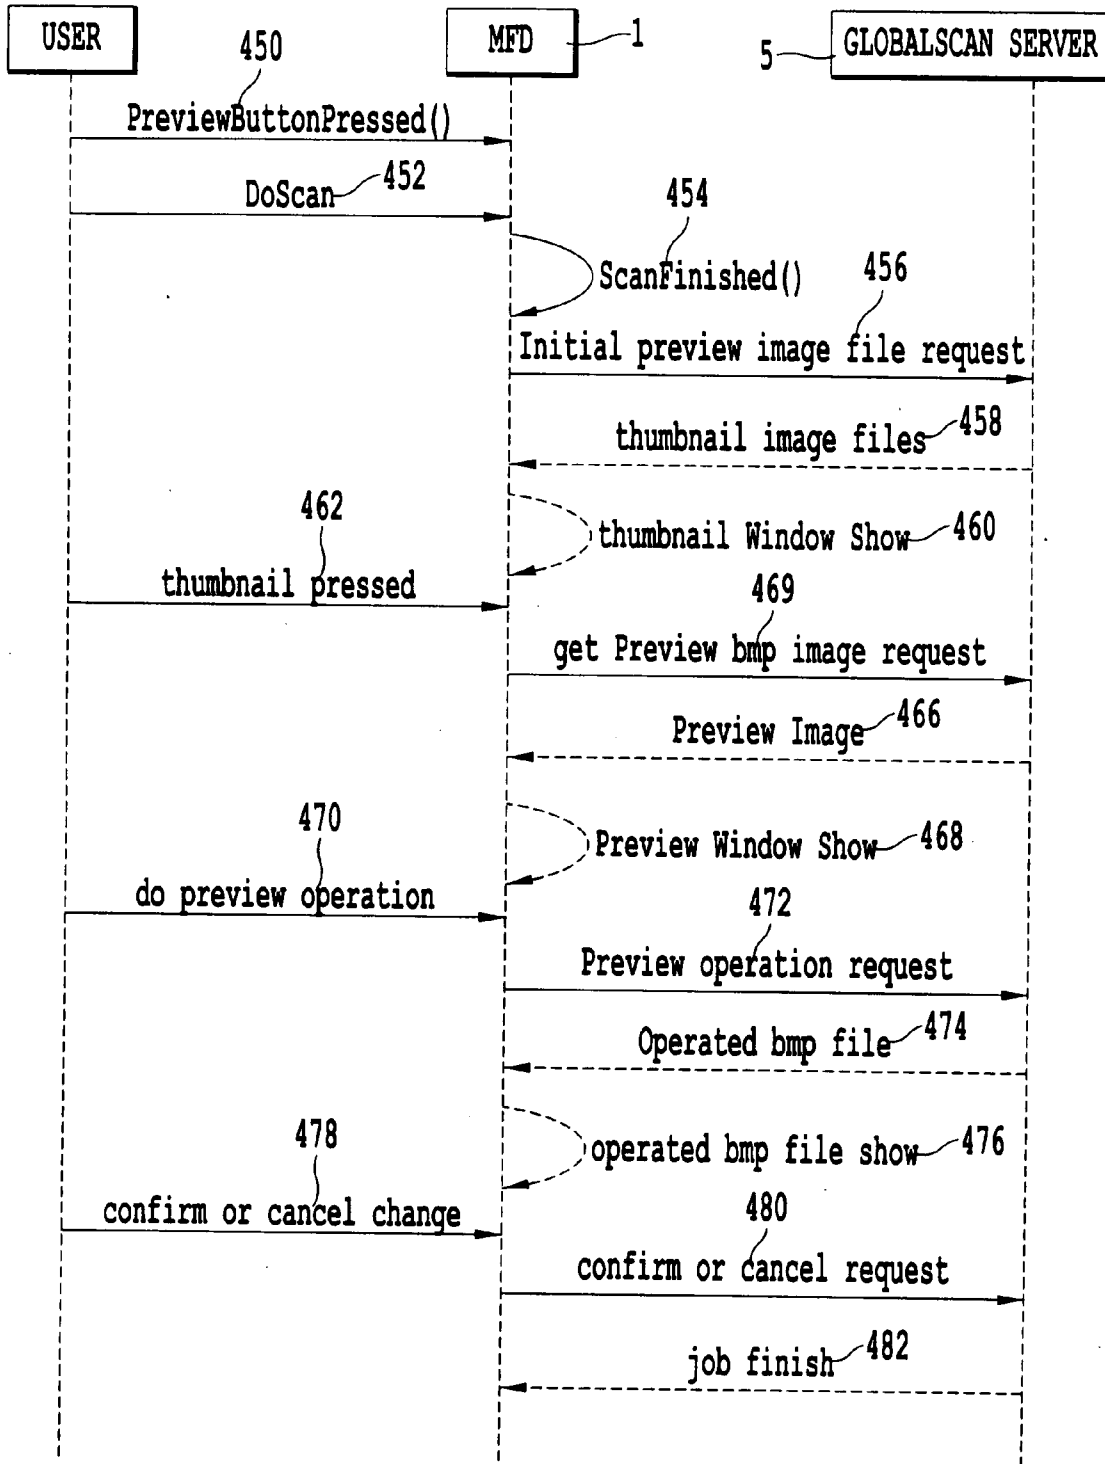 USER
MFD
1
5
GLOBALSCAN SERVER
450
PreviewButtonPressed()
DoScan
452
454
ScanFinished()
456
Initial preview image file request
thumbnail image files
458
462
thumbnail Window Show
460
thumbnail pressed
469
get Preview bmp image request
Preview Image
466
470
Preview Window Show
468
do preview operation
472
Preview operation request
Operated bmp file
474
478
operated bmp file show
476
confirm or cancel change
480
confirm or cancel request
job finish
482